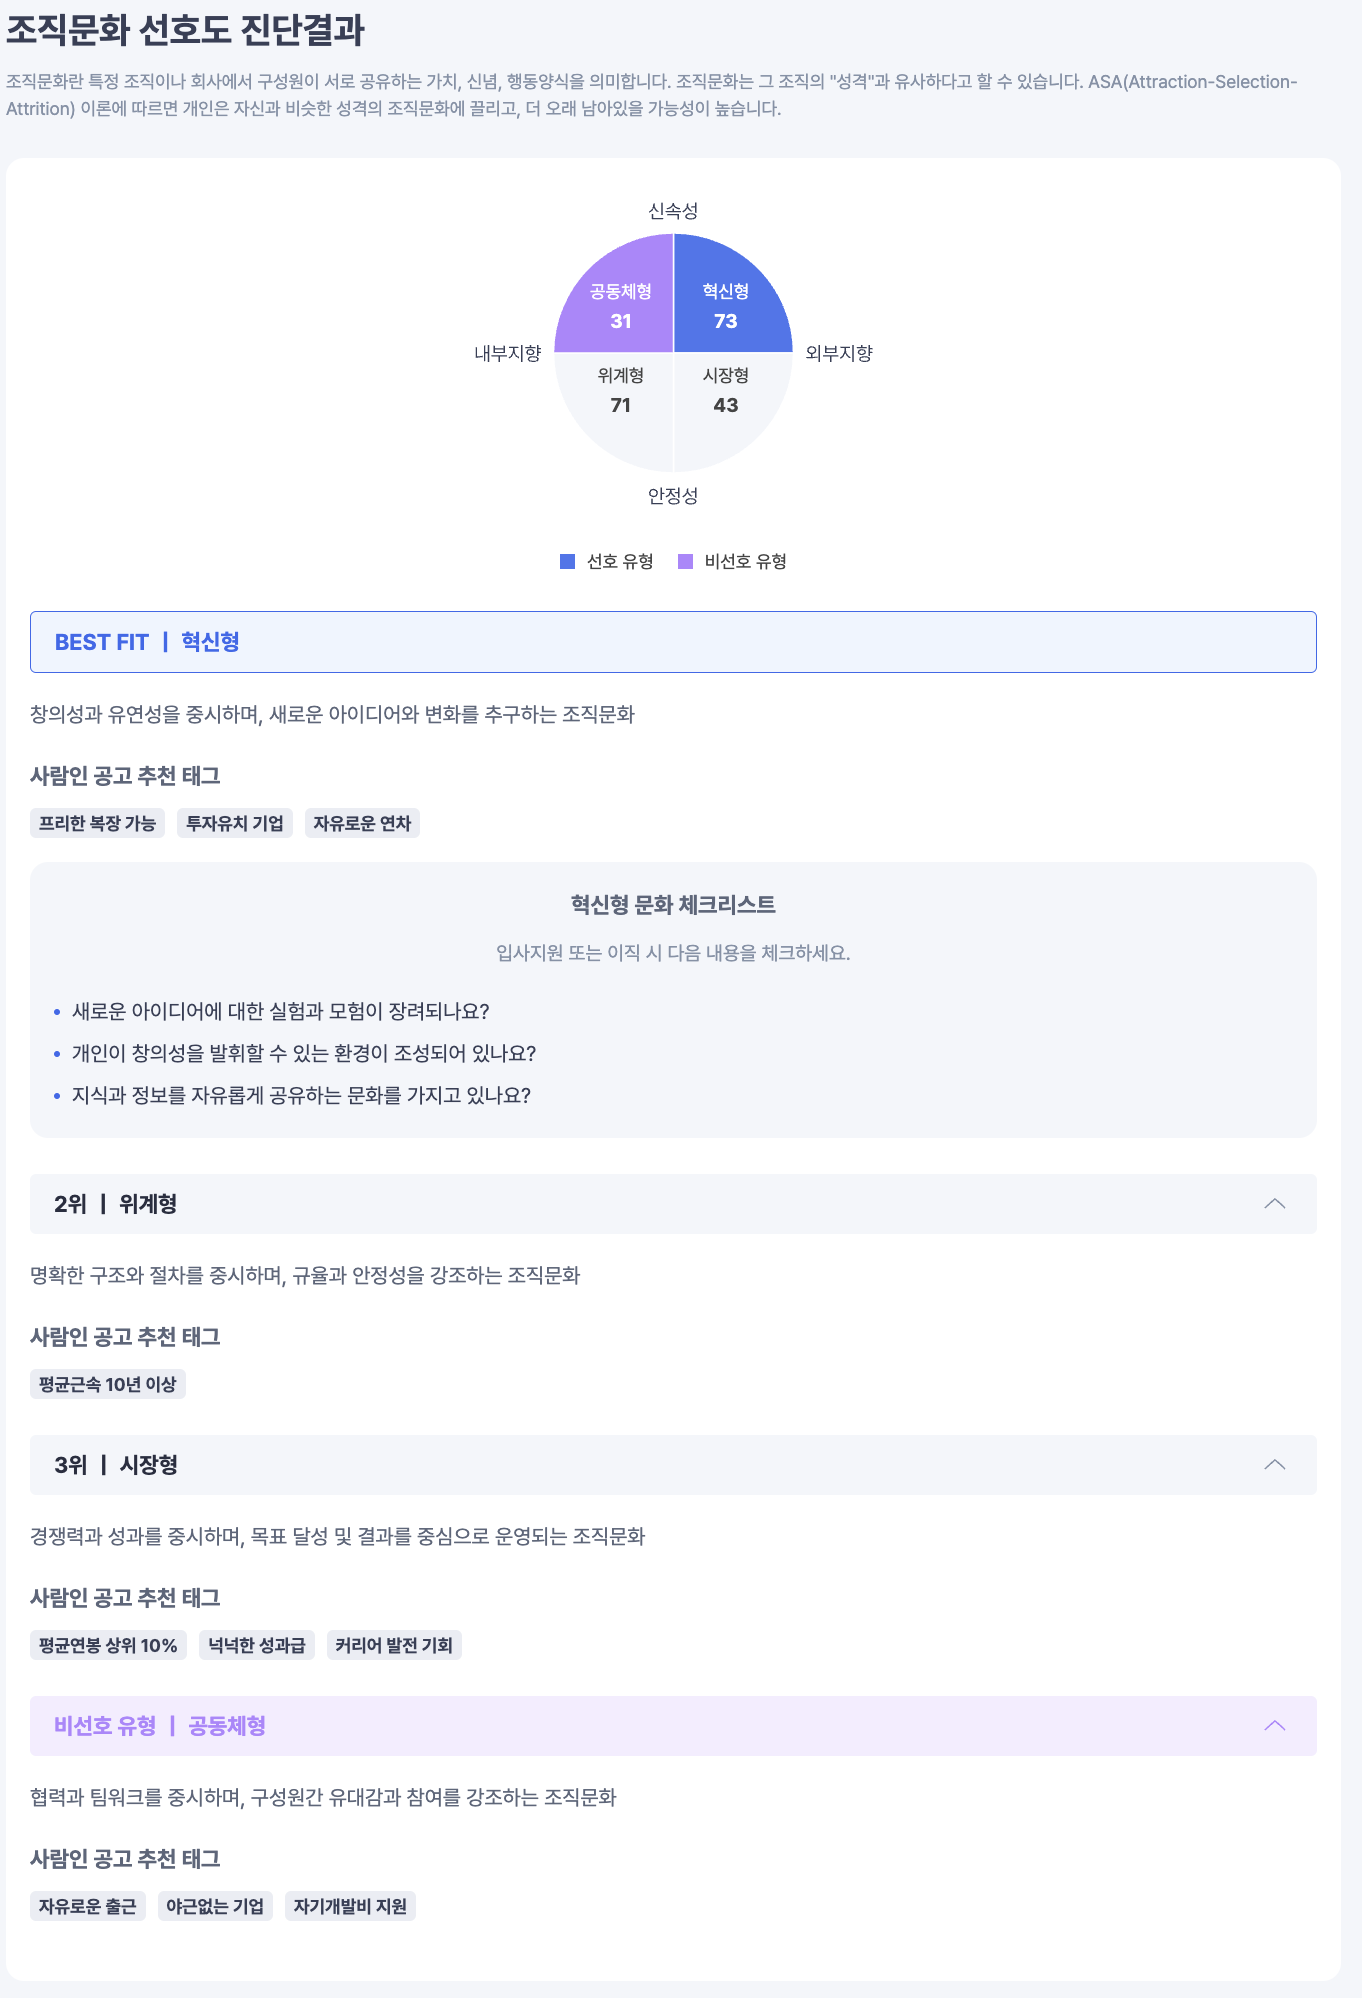 조직문화 선호도 진단결과
조직문화란 특정 조직이나 회사에서 구성원이 서로 공유하는 가치, 신념, 행동양식을 의미합니다. 조직문화는 그 조직의 "성격"과 유사하다고 할 수 있습니다. ASA(Attraction-Selection-
Attrition) 이론에 따르면 개인은 자신과 비슷한 성격의 조직문화에 끌리고, 더 오래 남아있을 가능성이 높습니다.
신속성
공동체형 혁신형
31 73
내부지향 외부지향
위계형 시장형
71 43
안정성
선호 유형 비선호 유형
BEST FIT | 혁신형
창의성과 유연성을 중시하며, 새로운 아이디어와 변화를 추구하는 조직문화
사람인 공고 추천 태그
프리한 복장 가능 투자유치 기업 자유로운 연차
혁신형 문화 체크리스트
입사지원 또는 이직 시 다음 내용을 체크하세요.
• 새로운 아이디어에 대한 실험과 모험이 장려되나요?
• 개인이 창의성을 발휘할 수 있는 환경이 조성되어 있나요?
• 지식과 정보를 자유롭게 공유하는 문화를 가지고 있나요?
2위 | 위계형
명확한 구조와 절차를 중시하며, 규율과 안정성을 강조하는 조직문화
사람인 공고 추천 태그
평균근속 10년 이상
3위 | 시장형
경쟁력과 성과를 중시하며, 목표 달성 및 결과를 중심으로 운영되는 조직문화
사람인 공고 추천 태그
평균연봉 상위 10% 넉넉한 성과급 커리어 발전 기회
비선호 유형 | 공동체형
협력과 팀워크를 중시하며, 구성원간 유대감과 참여를 강조하는 조직문화
사람인 공고 추천 태그
자유로운 출근 야근없는 기업 자기개발비 지원